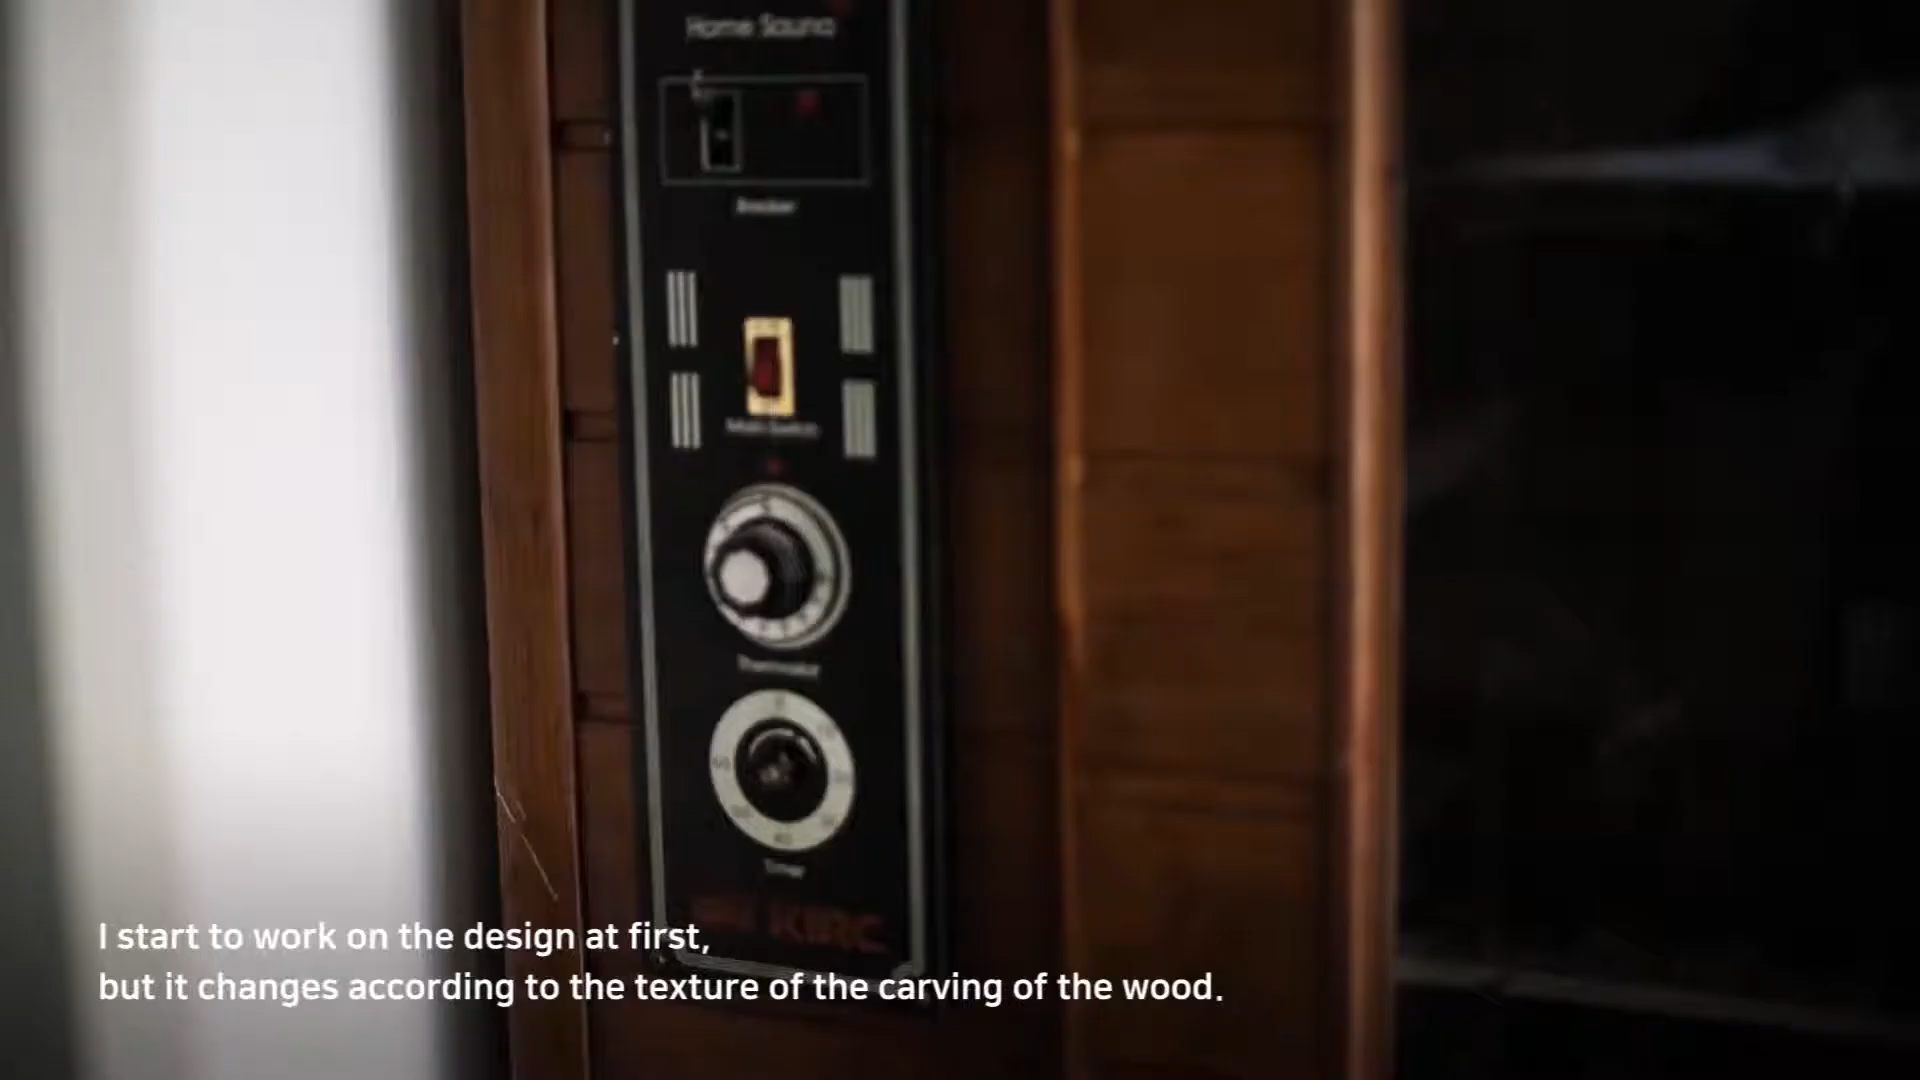 Home Sauna
Breaker
Main Switch
Thermostat
Timer
KIRC
I start to work on the design at first,
but it changes according to the texture of the carving of the wood.